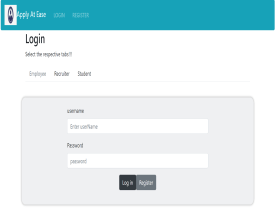 Apply At Ease LOGIN REGISTER
Login
Select the respective tabs!!!
Employee Recruiter Student
username
Enter userName
Password
password
Log in Register